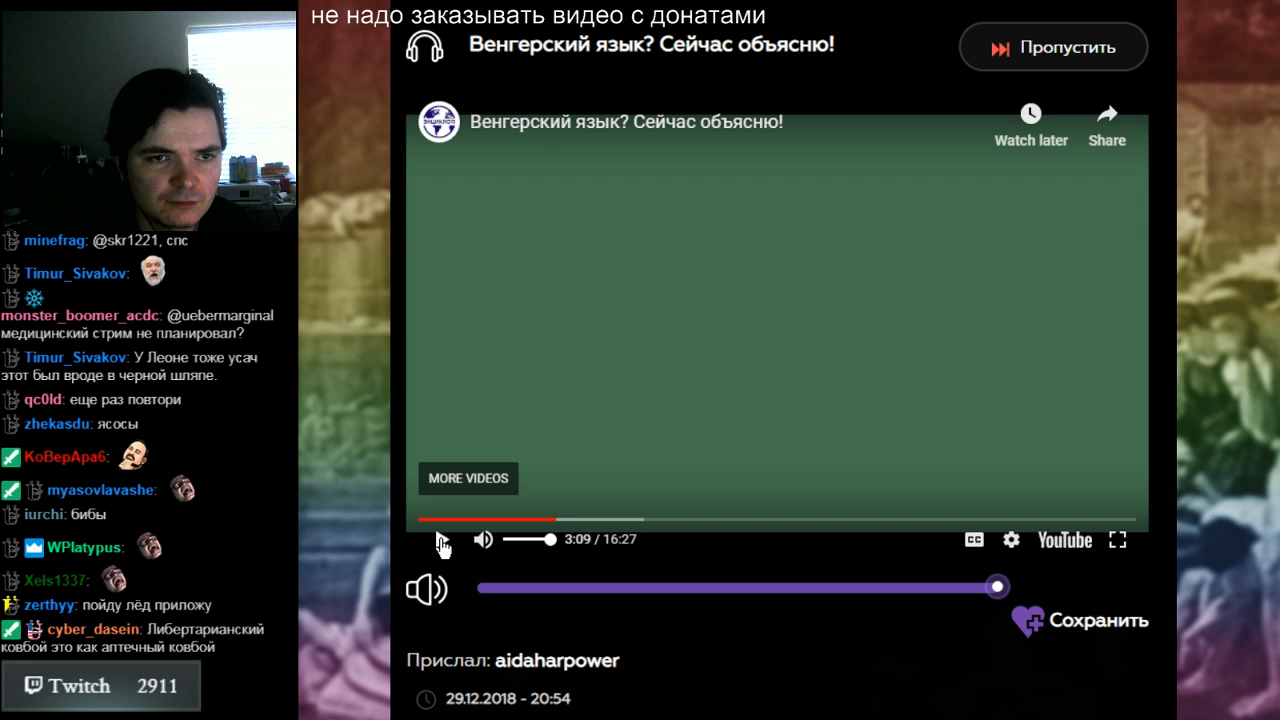 не надо заказывать видео с донатами
Венгерский язык? Сейчас объясню!
Пропустить
ЭНЦИКЛОП
Венгерский язык? Сейчас объясню!
Watch later
Share
MORE VIDEOS
3:09 / 16:27
CC
YouTube
Сохранить
Прислал: aidaharpower
29.12.2018 - 20:54
minefrag: @skr1221, спс
Timur_Sivakov:
monster_boomer_acdc: @uebermarginal
медицинский стрим не планировал?
Timur_Sivakov: У Леоне тоже усач
этот был вроде в черной шляпе.
qc0ld: еще раз повтори
zhekasdu: ясосы
KoBepApa6:
myasovlavashe:
iurchi: бибы
WPlatypus:
Xels1337:
zerthyy: пойду лёд приложу
cyber_dasein: Либертарианский
ковбой это как аптечный ковбой
Twitch 2911